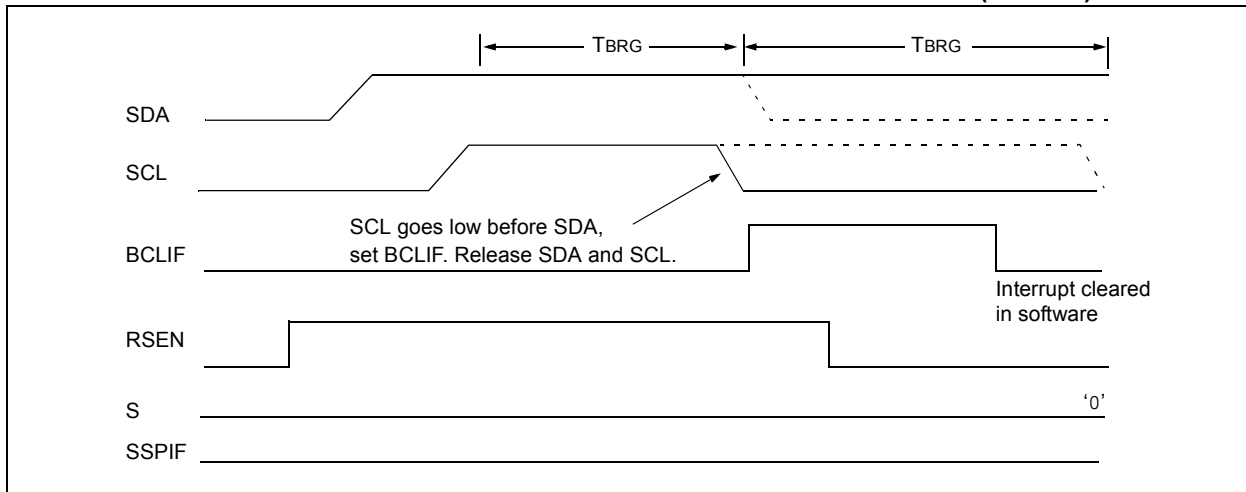 TBRG
TBRG
SDA
SCL
SCL goes low before SDA,
set BCLIF. Release SDA and SCL.
BCLIF
Interrupt cleared
in software
RSEN
S
‘0’
SSPIF